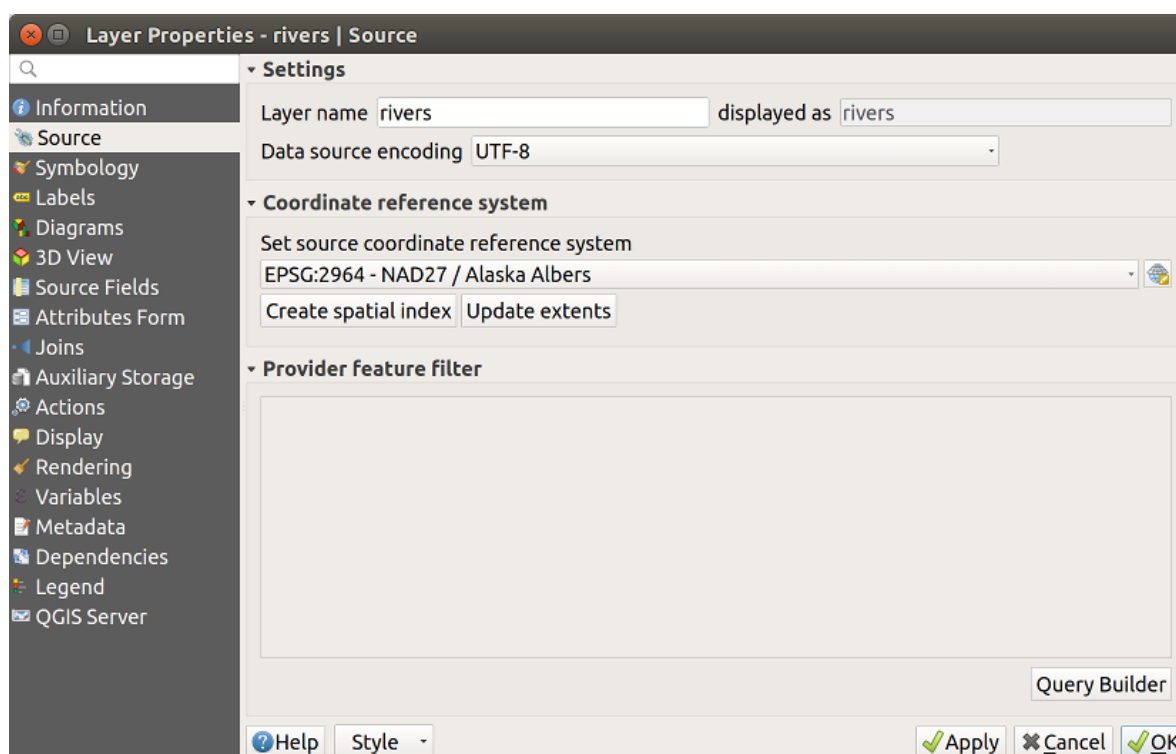 Layer Properties - rivers | Source
Information
Source
Symbology
Labels
Diagrams
3D View
Source Fields
Attributes Form
Joins
Auxiliary Storage
Actions
Display
Rendering
Variables
Metadata
Dependencies
Legend
QGIS Server
Settings
Layer name rivers displayed as rivers
Data source encoding UTF-8
Coordinate reference system
Set source coordinate reference system
EPSG:2964 - NAD27 / Alaska Albers
Create spatial index Update extents
Provider feature filter
Query Builder
Help Style Apply Cancel OK